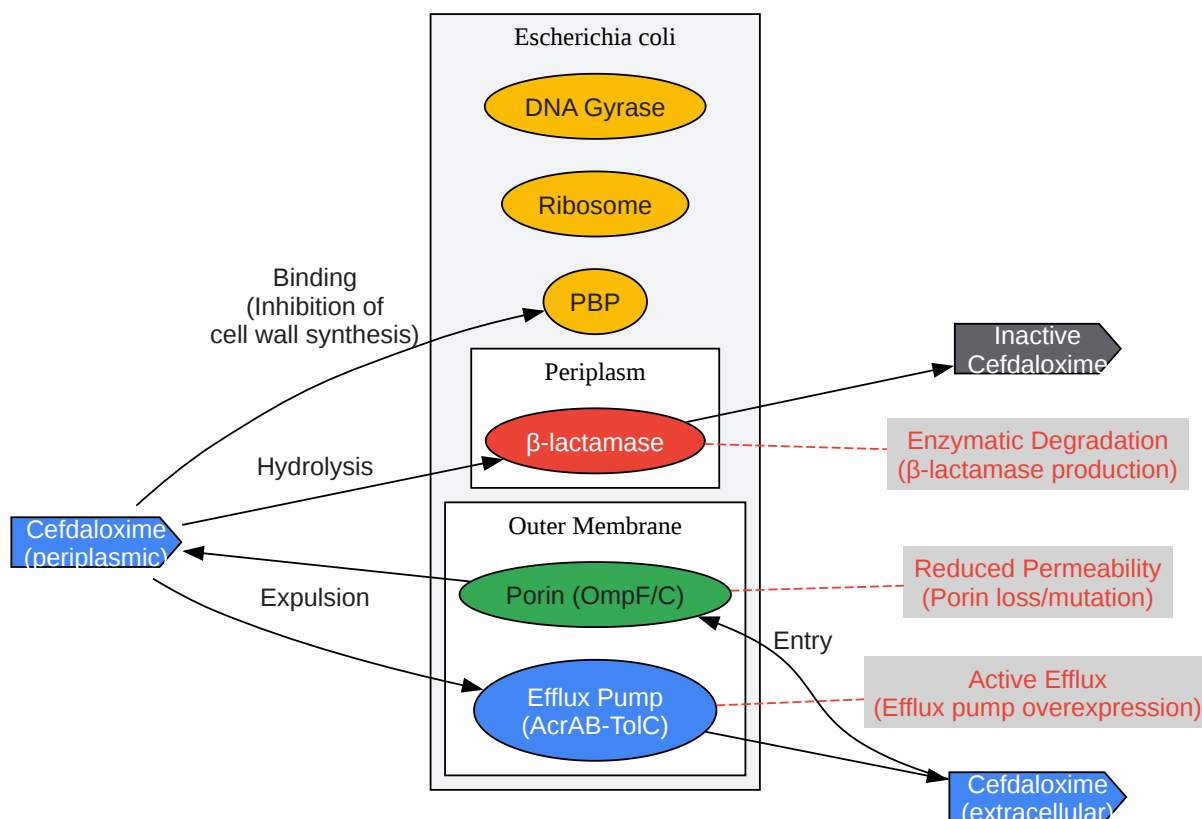 Escherichia coli
DNA Gyrase
Ribosome
Binding
(Inhibition of
cell wall synthesis)
PBP
Inactive
Cefdaloxime
Periplasm
β-lactamase
Enzymatic Degradation
(β-lactamase production)
Hydrolysis
Cefdaloxime
(periplasmic)
Outer Membrane
Expulsion
Porin (OmpF/C)
Reduced Permeability
(Porin loss/mutation)
Entry
Efflux Pump
(AcrAB-TolC)
Active Efflux
(Efflux pump overexpression)
Cefdaloxime
(extracellular)